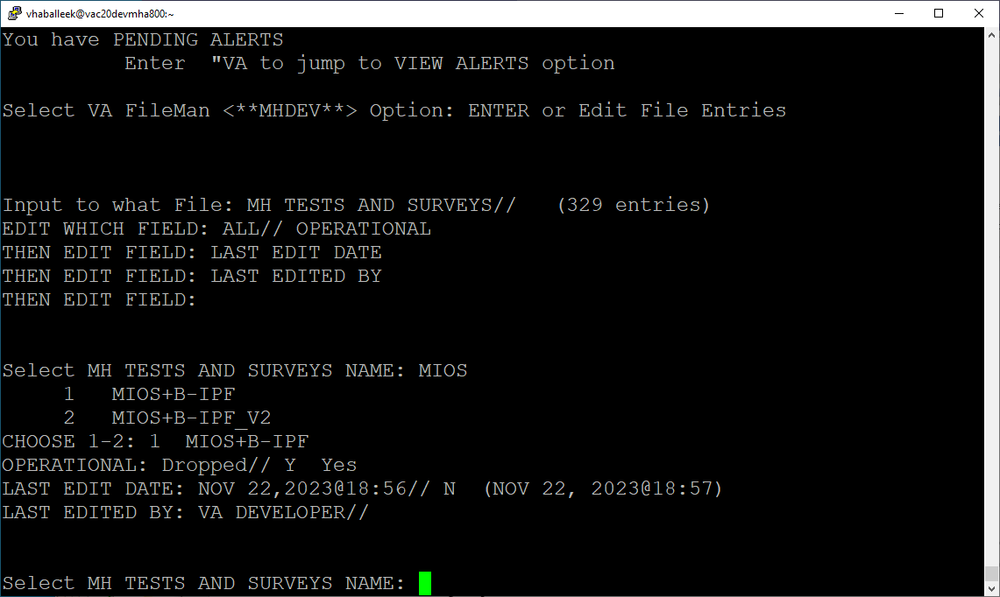 vhaballeek@vac20devmha800:~
You have PENDING ALERTS
          Enter  "VA to jump to VIEW ALERTS option
Select VA FileMan <**MHDEV**> Option: ENTER or Edit File Entries
Input to what File: MH TESTS AND SURVEYS//   (329 entries)
EDIT WHICH FIELD: ALL// OPERATIONAL
THEN EDIT FIELD: LAST EDIT DATE
THEN EDIT FIELD: LAST EDITED BY
THEN EDIT FIELD:
Select MH TESTS AND SURVEYS NAME: MIOS
     1   MIOS+B-IPF
     2   MIOS+B-IPF_V2
CHOOSE 1-2: 1  MIOS+B-IPF
OPERATIONAL: Dropped// Y  Yes
LAST EDIT DATE: NOV 22,2023@18:56// N  (NOV 22, 2023@18:57)
LAST EDITED BY: VA DEVELOPER//
Select MH TESTS AND SURVEYS NAME: